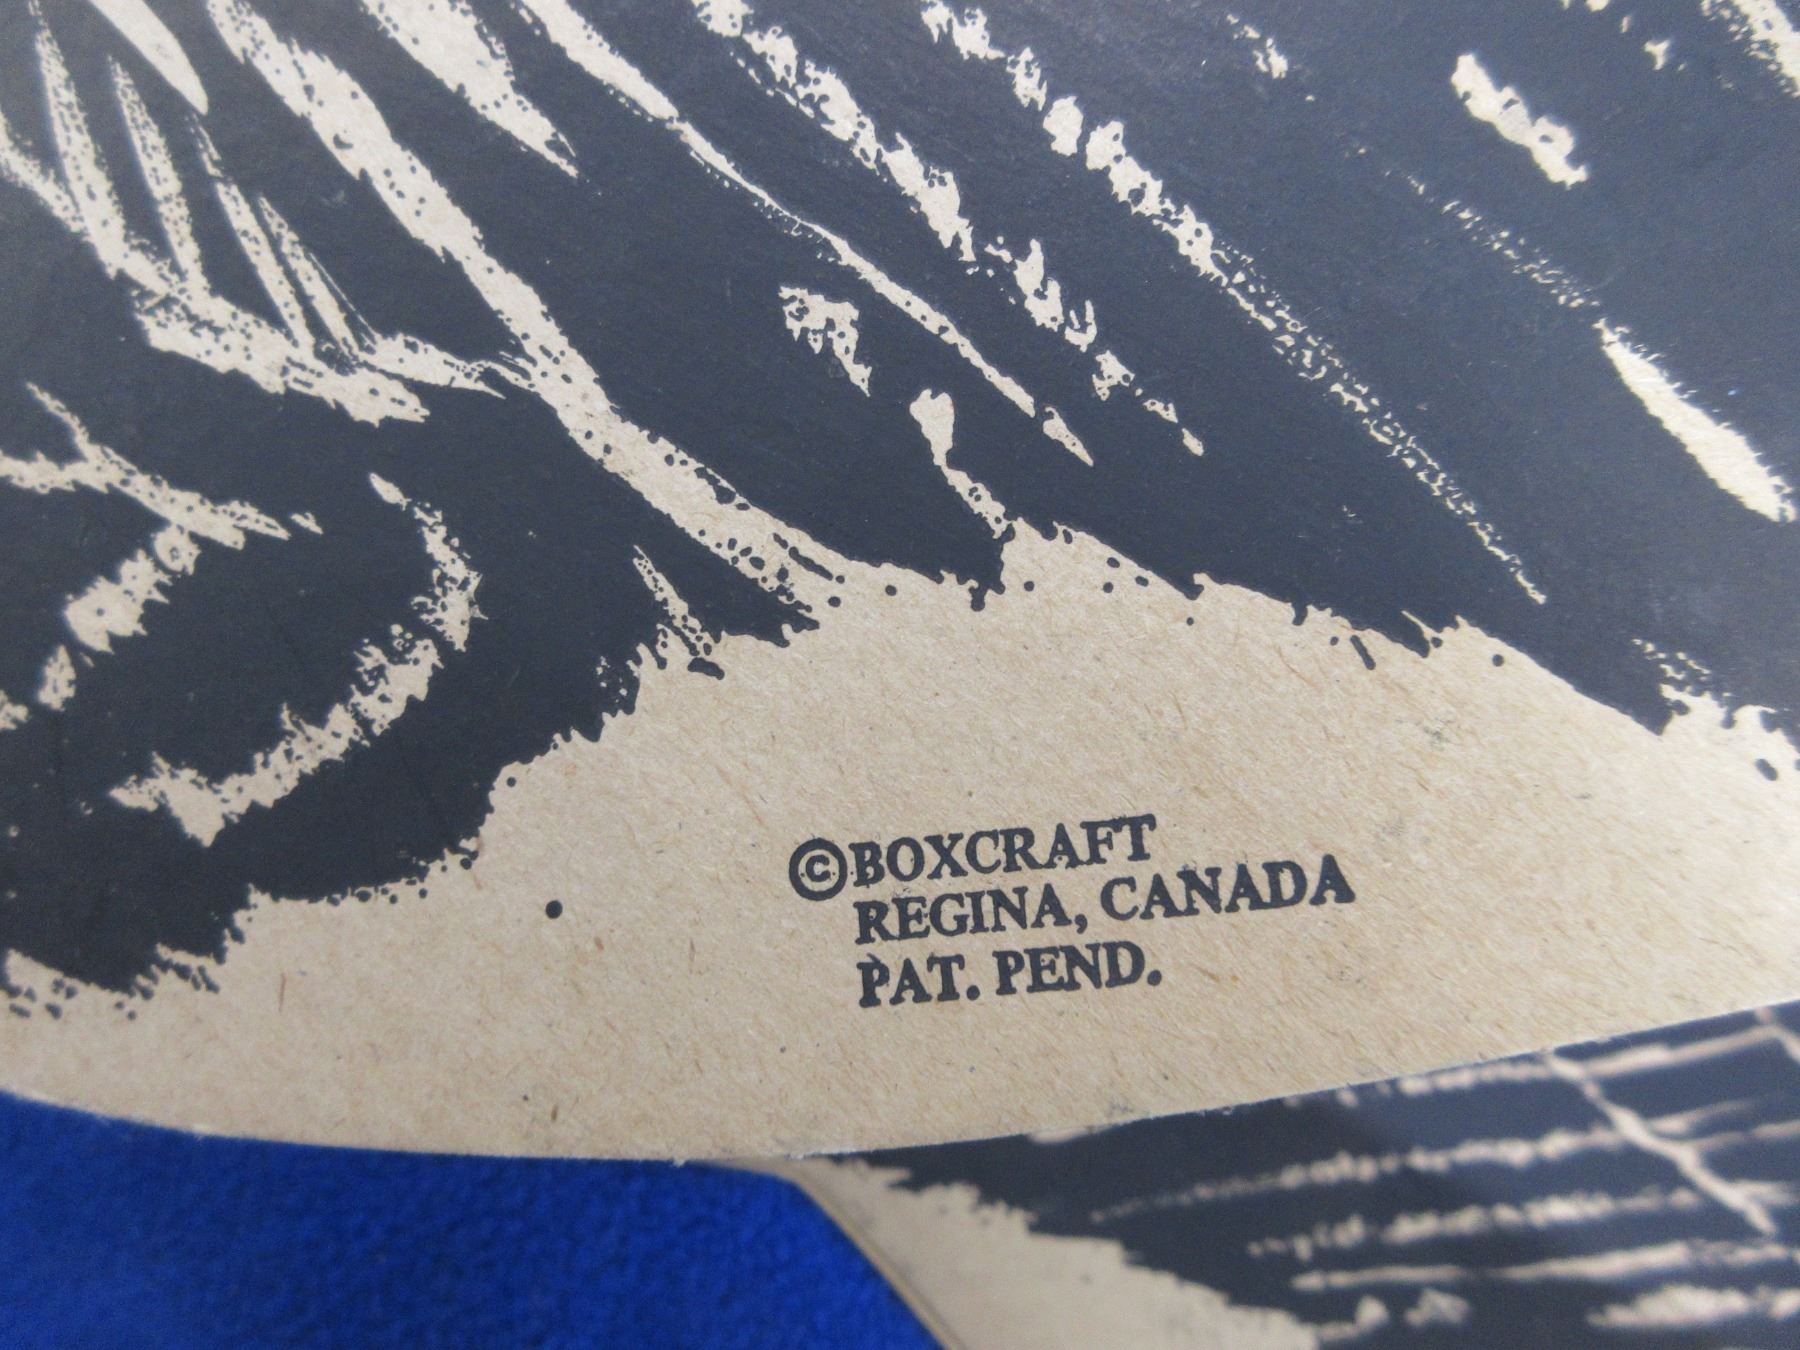 ©BOXCRAFT
REGINA, CANADA
PAT. PEND.